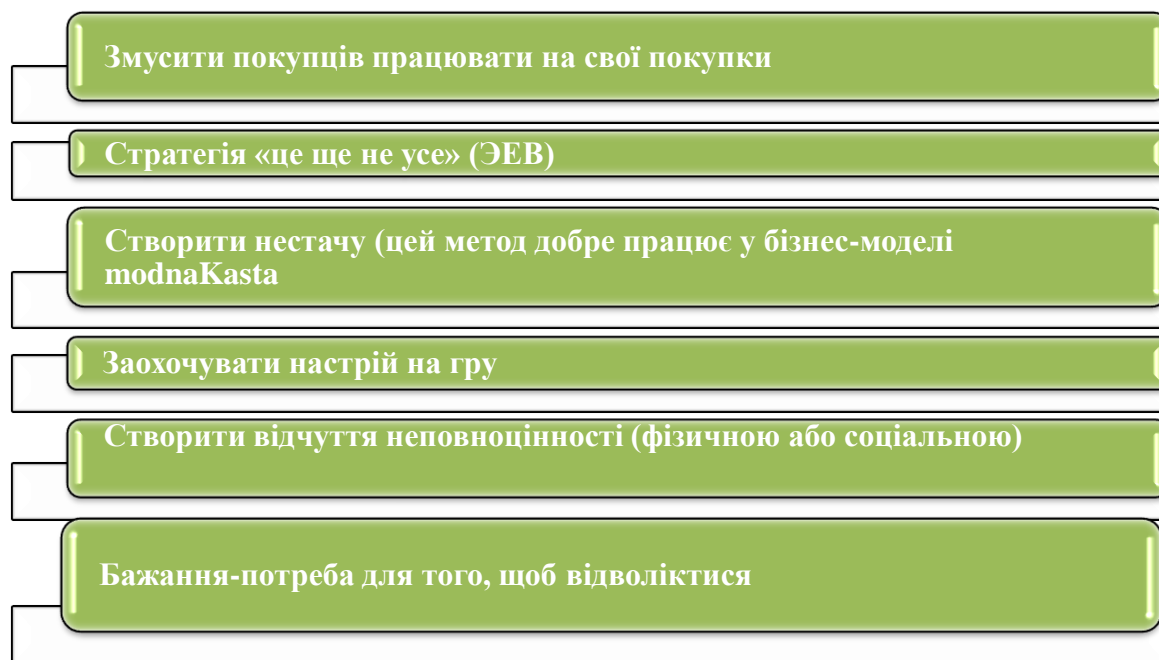 Змусити покупців працювати на свої покупки
Стратегія «це ще не усе» (ЭЕВ)
Створити нестачу (цей метод добре працює у бізнес-моделі
modnaKasta
Заохочувати настрій на гру
Створити відчуття неповноцінності (фізичною або соціальною)
Бажання-потреба для того, щоб відволіктися